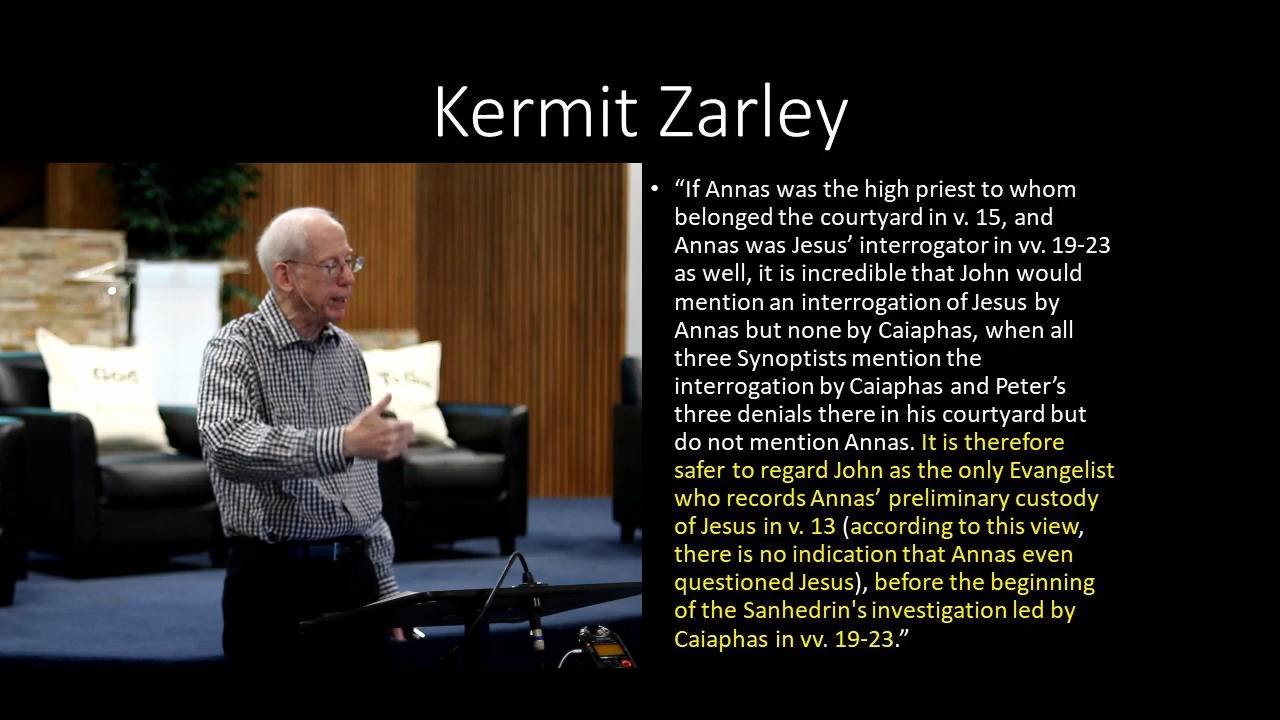 Kermit Zarley
• “If Annas was the high priest to whom
belonged the courtyard in v. 15, and
Annas was Jesus’ interrogator in vv. 19-23
as well, it is incredible that John would
mention an interrogation of Jesus by
Annas but none by Caiaphas, when all
three Synoptists mention the
interrogation by Caiaphas and Peter’s
three denials there in his courtyard but
do not mention Annas. It is therefore
safer to regard John as the only Evangelist
who records Annas’ preliminary custody
of Jesus in v. 13 (according to this view,
there is no indication that Annas even
questioned Jesus), before the beginning
of the Sanhedrin's investigation led by
Caiaphas in vv. 19-23.”